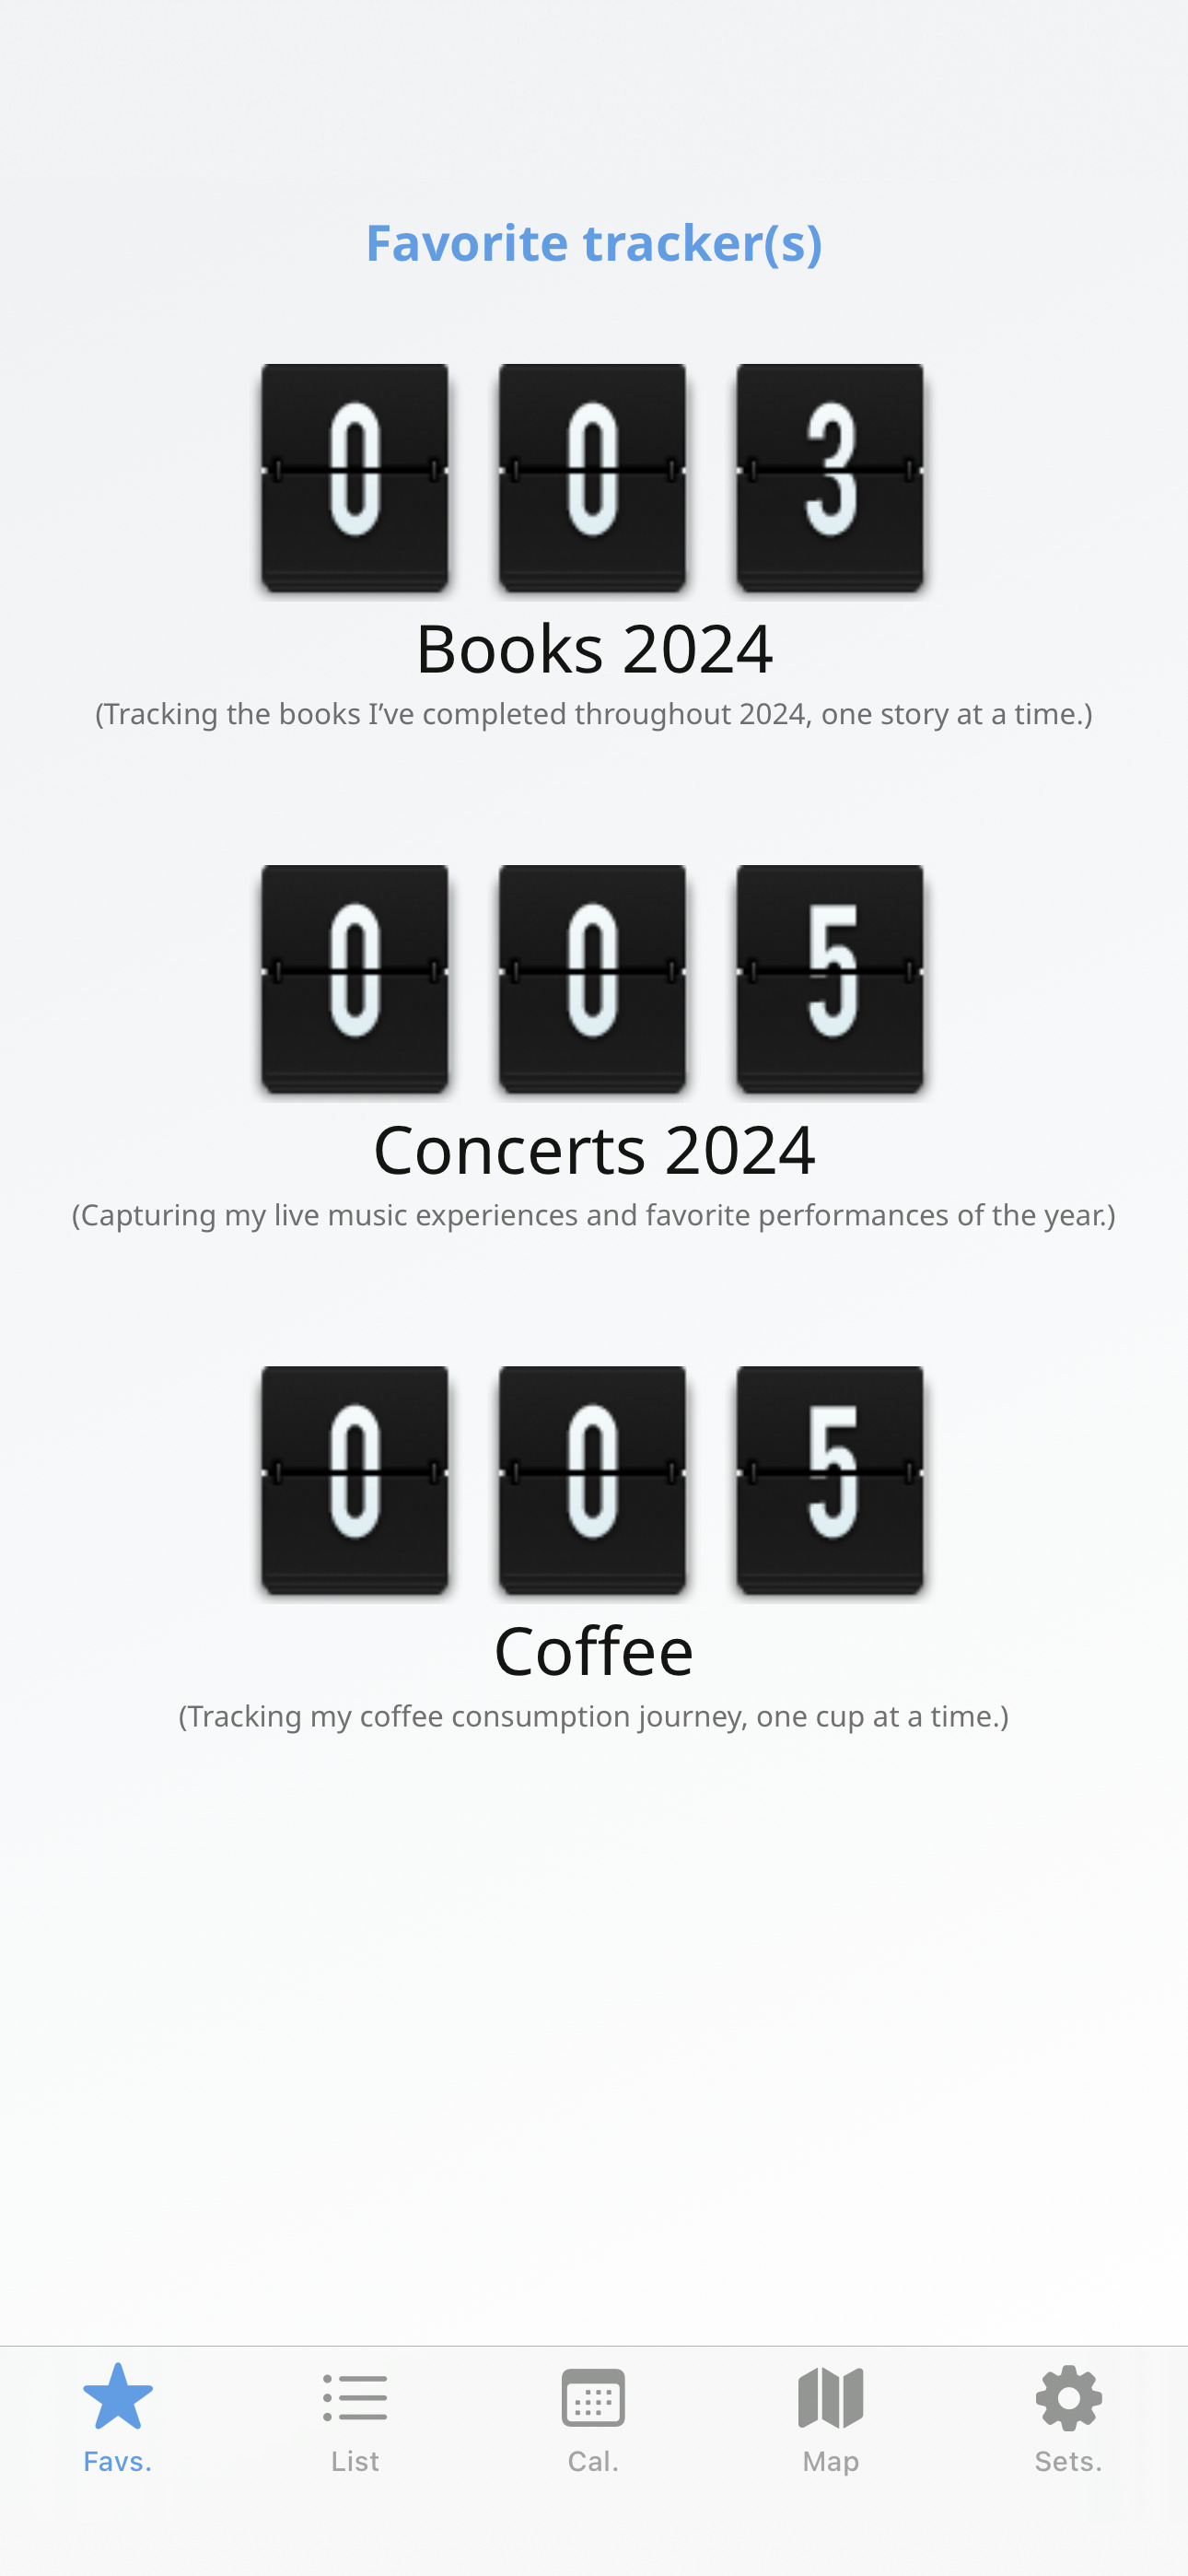 Favorite tracker(s)
0 0 3
Books 2024
(Tracking the books I’ve completed throughout 2024, one story at a time.)
0 0 5
Concerts 2024
(Capturing my live music experiences and favorite performances of the year.)
0 0 5
Coffee
(Tracking my coffee consumption journey, one cup at a time.)
Favs. List Cal. Map Sets.